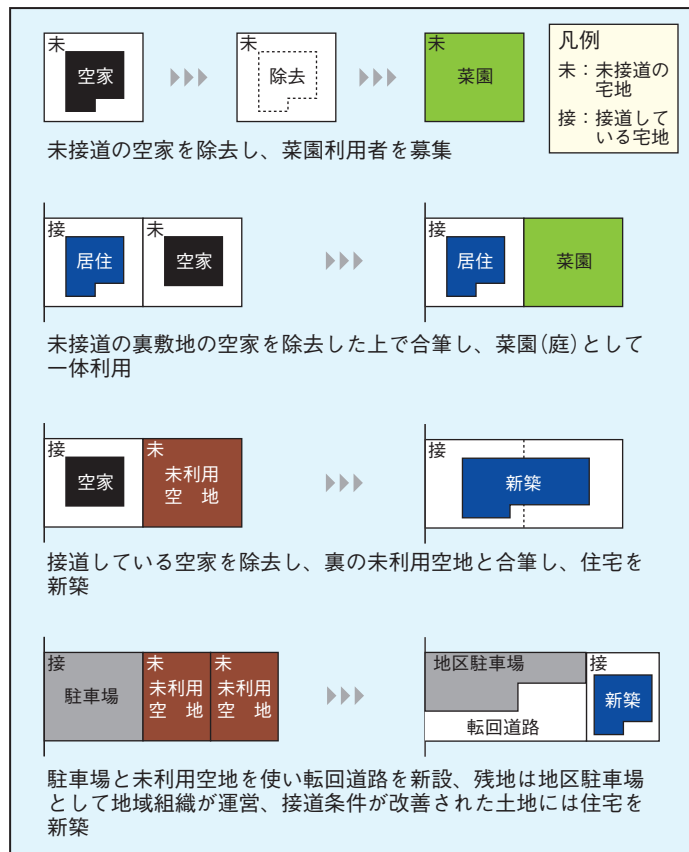 未
空家
未
除去
未
菜園
凡例
未：未接道の
宅地
接：接道して
いる宅地
未接道の空家を除去し、菜園利用者を募集
接
居住
未
空家
接
居住
菜園
未接道の裏敷地の空家を除去した上で合筆し、菜園(庭)として
一体利用
接
空家
未
未利用
空　地
接
新築
接道している空家を除去し、裏の未利用空地と合筆し、住宅を
新築
接
駐車場
未
未利用
空　地
未
未利用
空　地
地区駐車場
転回道路
接
新築
駐車場と未利用空地を使い転回道路を新設、残地は地区駐車場
として地域組織が運営、接道条件が改善された土地には住宅を
新築